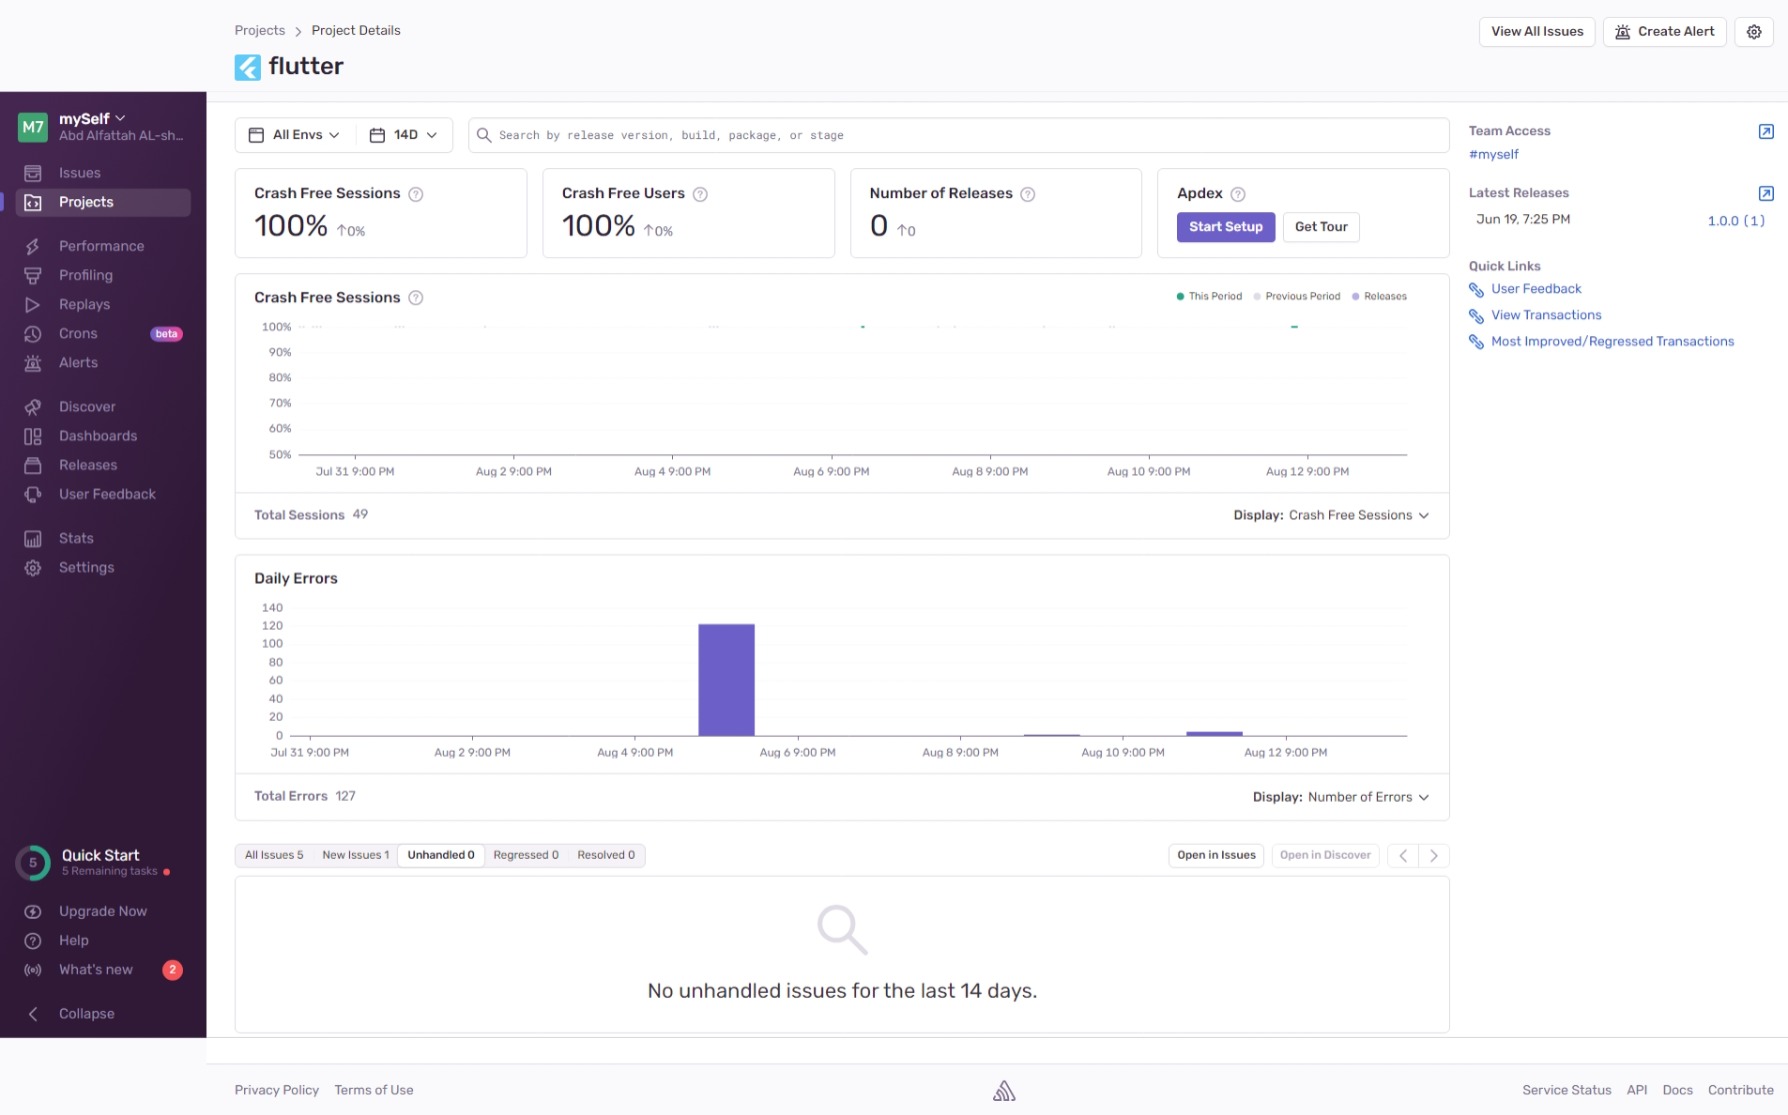 Projects > Project Details
flutter
View All Issues
Create Alert
M7
mySelf
Abd Alfattah AL-sh...
Issues
Projects
Performance
Profiling
Replays
Crons beta
Alerts
Discover
Dashboards
Releases
User Feedback
Stats
Settings
5
Quick Start
5 Remaining tasks
Upgrade Now
Help
What's new 2
Collapse
All Envs
14D
Search by release version, build, package, or stage
Crash Free Sessions ?
100% ↑0%
Crash Free Users ?
100% ↑0%
Number of Releases ?
0 ↑0
Apdex ?
Start Setup
Get Tour
Crash Free Sessions ?
This Period Previous Period Releases
100%
90%
80%
70%
60%
50%
Jul 31 9:00 PM Aug 2 9:00 PM Aug 4 9:00 PM Aug 6 9:00 PM Aug 8 9:00 PM Aug 10 9:00 PM Aug 12 9:00 PM
Total Sessions 49
Display: Crash Free Sessions
Daily Errors
140
120
100
80
60
40
20
0
Jul 31 9:00 PM Aug 2 9:00 PM Aug 4 9:00 PM Aug 6 9:00 PM Aug 8 9:00 PM Aug 10 9:00 PM Aug 12 9:00 PM
Total Errors 127
Display: Number of Errors
All Issues 5 New Issues 1 Unhandled 0 Regressed 0 Resolved 0
Open in Issues
Open in Discover
No unhandled issues for the last 14 days.
Team Access
#myself
Latest Releases
Jun 19, 7:25 PM 1.0.0 (1)
Quick Links
User Feedback
View Transactions
Most Improved/Regressed Transactions
Privacy Policy Terms of Use
Service Status API Docs Contribute